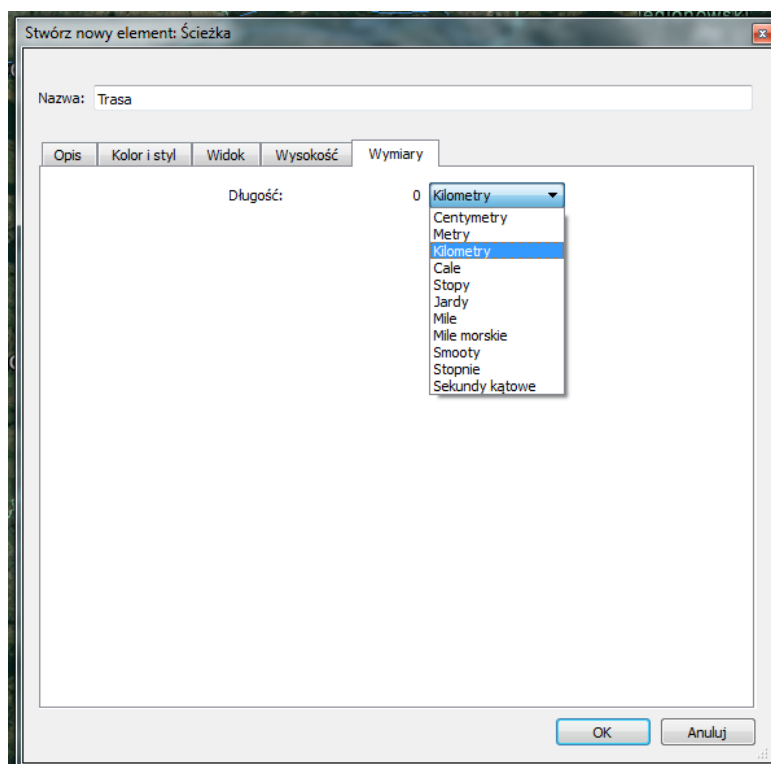 Stwórz nowy element: Ścieżka
Nazwa: Trasa
Opis Kolor i styl Widok Wysokość Wymiary
Długość: 0 Kilometry
Centymetry
Metry
Kilometry
Cale
Stopy
Jardy
Mile
Mile morskie
Smooty
Stopnie
Sekundy kątowe
OK Anuluj